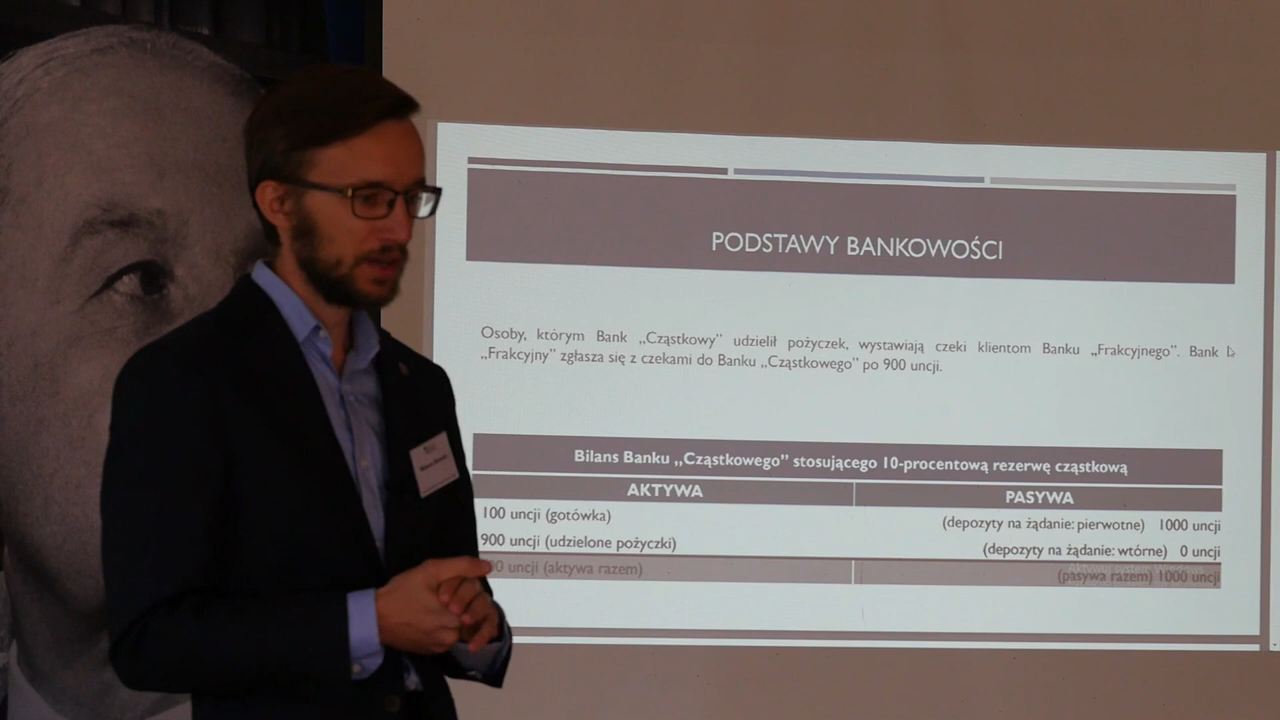 PODSTAWY BANKOWOŚCI
Osoby, którym Bank „Cząstkowy” udzielił pożyczek, wystawiają czeki klientom Banku „Frakcyjnego”. Bank
„Frakcyjny” zgłasza się z czekami do Banku „Cząstkowego” po 900 uncji.
Bilans Banku „Cząstkowego” stosującego 10-procentową rezerwę cząstkową
AKTYWA PASYWA
100 uncji (gotówka) (depozyty na żądanie: pierwotne) 1000 uncji
900 uncji (udzielone pożyczki) (depozyty na żądanie: wtórne) 0 uncji
uncji (aktywa razem) (pasywa razem) 1000 uncji